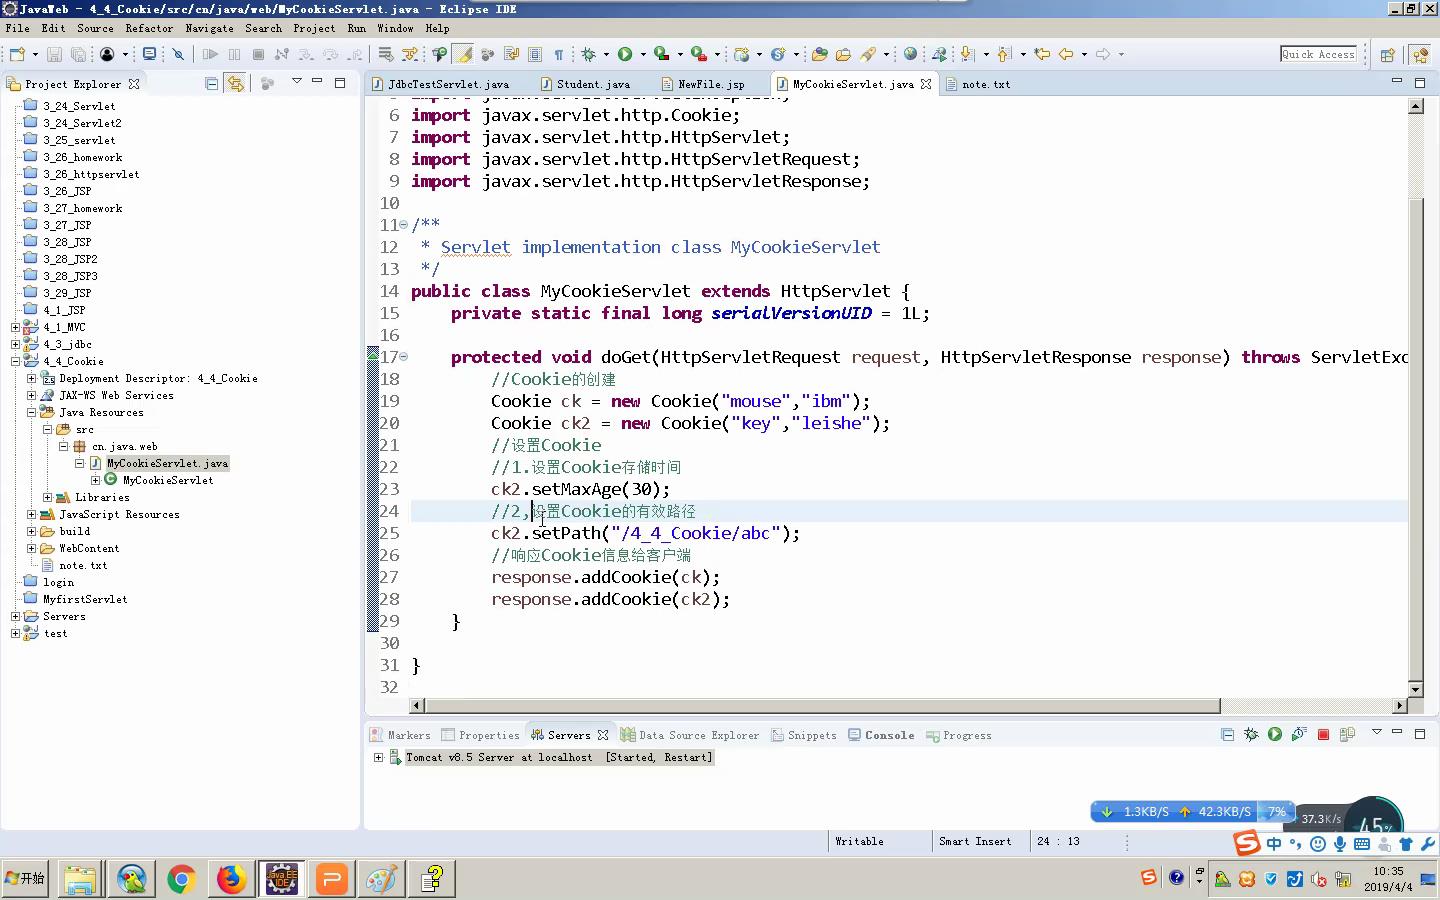 JavaWeb - 4_4_Cookie/src/cn/java/web/MyCookieServlet.java - Eclipse IDE
File Edit Source Refactor Navigate Search Project Run Window Help
Quick Access
Project Explorer
JdbcTestServlet.java Student.java NewFile.jsp MyCookieServlet.java note.txt
3_24_Servlet
3_24_Servlet2
3_25_servlet
3_26_homework
3_26_httpservlet
3_26_JSP
3_27_homework
3_27_JSP
3_28_JSP
3_28_JSP2
3_28_JSP3
3_29_JSP
4_1_JSP
4_1_MVC
4_3_jdbc
4_4_Cookie
Deployment Descriptor: 4_4_Cookie
JAX-WS Web Services
Java Resources
src
cn.java.web
MyCookieServlet.java
MyCookieServlet
Libraries
JavaScript Resources
build
WebContent
note.txt
login
MyfirstServlet
Servers
test
6 import javax.servlet.http.Cookie;
7 import javax.servlet.http.HttpServlet;
8 import javax.servlet.http.HttpServletRequest;
9 import javax.servlet.http.HttpServletResponse;
10
11 /**
12 * Servlet implementation class MyCookieServlet
13 */
14 public class MyCookieServlet extends HttpServlet {
15 private static final long serialVersionUID = 1L;
16
17 protected void doGet(HttpServletRequest request, HttpServletResponse response) throws ServletExc
18 //Cookie的创建
19 Cookie ck = new Cookie("mouse","ibm");
20 Cookie ck2 = new Cookie("key","leishe");
21 //设置Cookie
22 //1.设置Cookie存储时间
23 ck2.setMaxAge(30);
24 //2,设置Cookie的有效路径
25 ck2.setPath("/4_4_Cookie/abc");
26 //响应Cookie信息给客户端
27 response.addCookie(ck);
28 response.addCookie(ck2);
29 }
30
31 }
32
Markers Properties Servers Data Source Explorer Snippets Console Progress
Tomcat v8.5 Server at localhost [Started, Restart]
1.3KB/S 42.3KB/S 7%
37.3K/s 45%
Writable Smart Insert 24 : 13
中
开始
Java EE IDE
10:35
2019/4/4